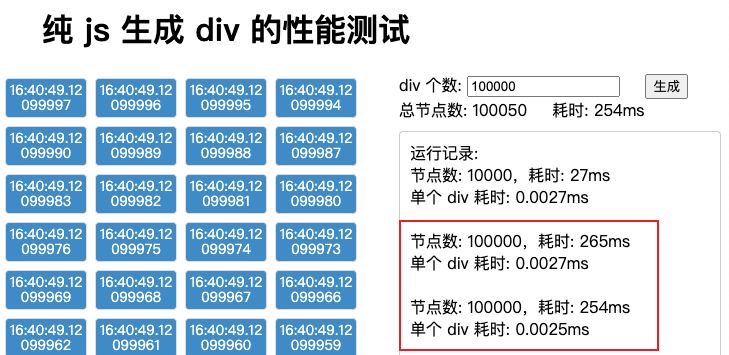 纯 js 生成 div 的性能测试
16:40:49.12 16:40:49.12 16:40:49.12 16:40:49.12
099997 099996 099995 099994
16:40:49.12 16:40:49.12 16:40:49.12 16:40:49.12
099990 099989 099988 099987
16:40:49.12 16:40:49.12 16:40:49.12 16:40:49.12
099983 099982 099981 099980
16:40:49.12 16:40:49.12 16:40:49.12 16:40:49.12
099976 099975 099974 099973
16:40:49.12 16:40:49.12 16:40:49.12 16:40:49.12
099969 099968 099967 099966
16:40:49.12 16:40:49.12 16:40:49.12 16:40:49.12
099962 099961 099960 099959
div 个数: 100000 生成
总节点数: 100050 耗时: 254ms
运行记录:
节点数: 10000，耗时: 27ms
单个 div 耗时: 0.0027ms
节点数: 100000，耗时: 265ms
单个 div 耗时: 0.0027ms
节点数: 100000，耗时: 254ms
单个 div 耗时: 0.0025ms